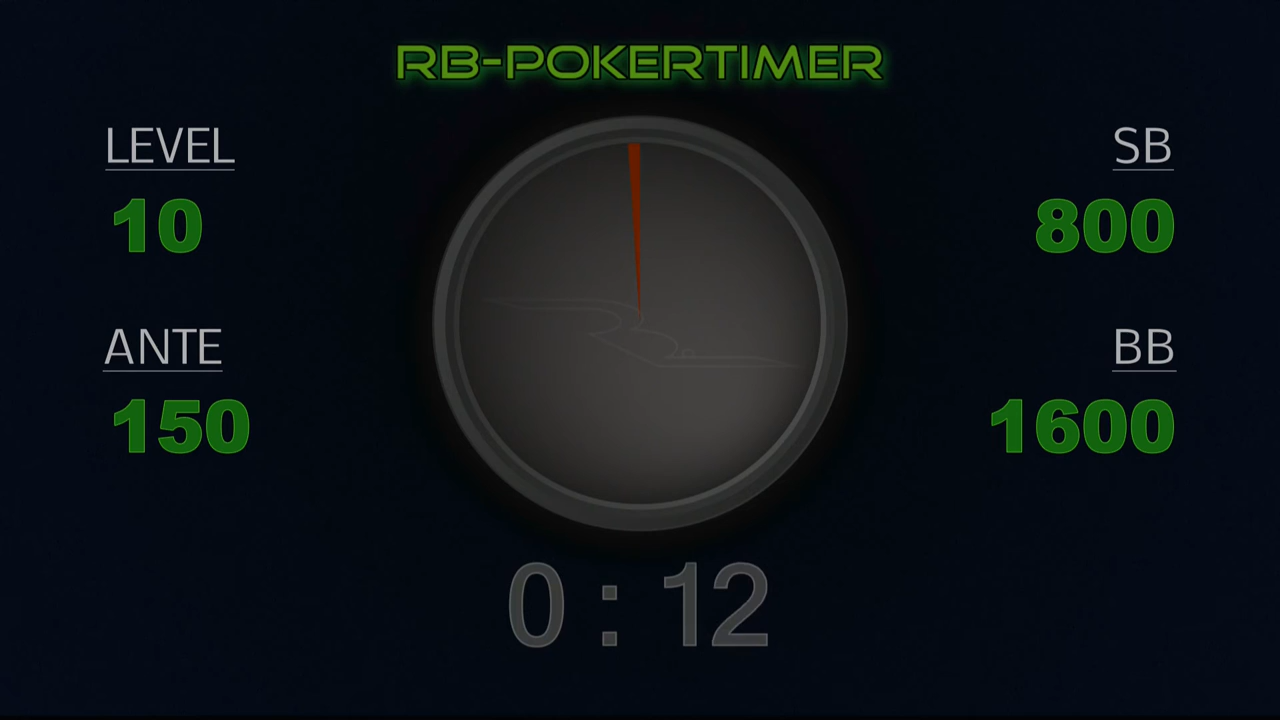 RB-POKERTIMER
LEVEL
10
ANTE
150
SB
800
BB
1600
0 : 12